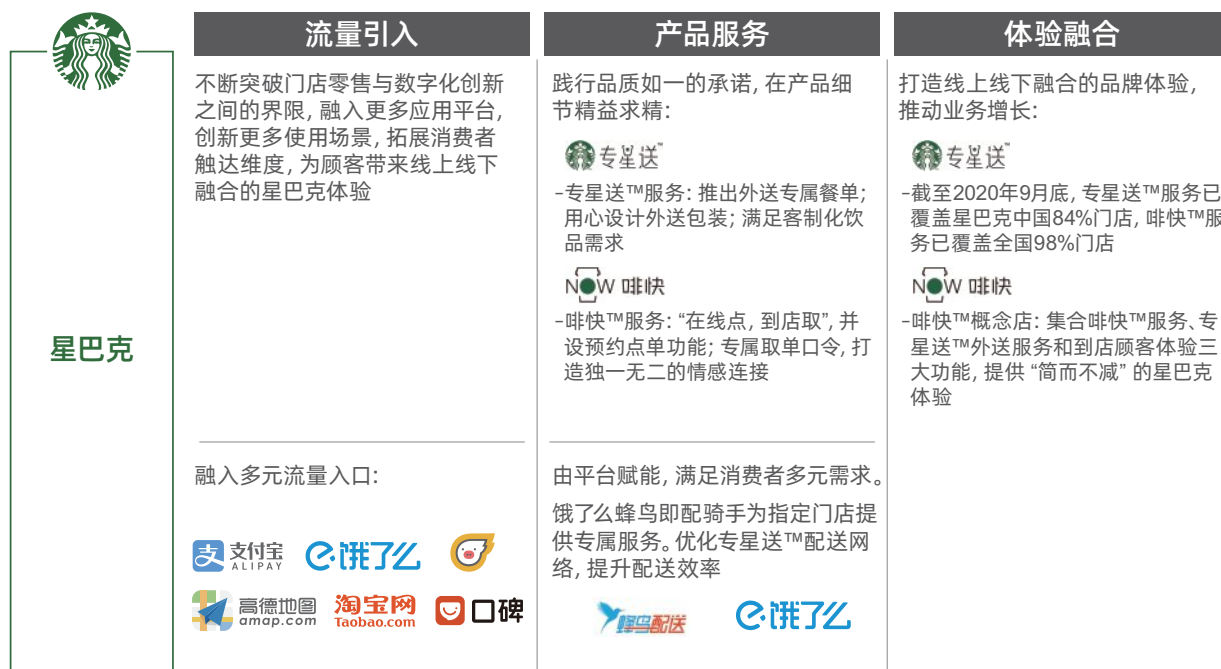 流量引入
产品服务
体验融合
星巴克
不断突破门店零售与数字化创新
之间的界限, 融入更多应用平台,
创新更多使用场景, 拓展消费者
触达维度, 为顾客带来线上线下
融合的星巴克体验
融入多元流量入口:
支 支付宝
ALIPAY
饿了么
高德地图
amap.com
淘宝网
Taobao.com
口碑
践行品质如一的承诺, 在产品细
节精益求精:
专星送™
-专星送™服务: 推出外送专属餐单;
用心设计外送包装; 满足客制化饮
品需求
NOW 啡快
-啡快™服务: “在线点, 到店取”, 并
设预约点单功能; 专属取单口令, 打
造独一无二的情感连接
由平台赋能, 满足消费者多元需求。
饿了么蜂鸟即配骑手为指定门店提
供专属服务。优化专星送™配送网
络, 提升配送效率
蜂鸟配送
饿了么
打造线上线下融合的品牌体验,
推动业务增长:
专星送™
-截至2020年9月底, 专星送™服务已
覆盖星巴克中国84%门店, 啡快™服
务已覆盖全国98%门店
NOW 啡快
-啡快™概念店: 集合啡快™服务、专
星送™外送服务和到店顾客体验三
大功能, 提供 “简而不减” 的星巴克
体验